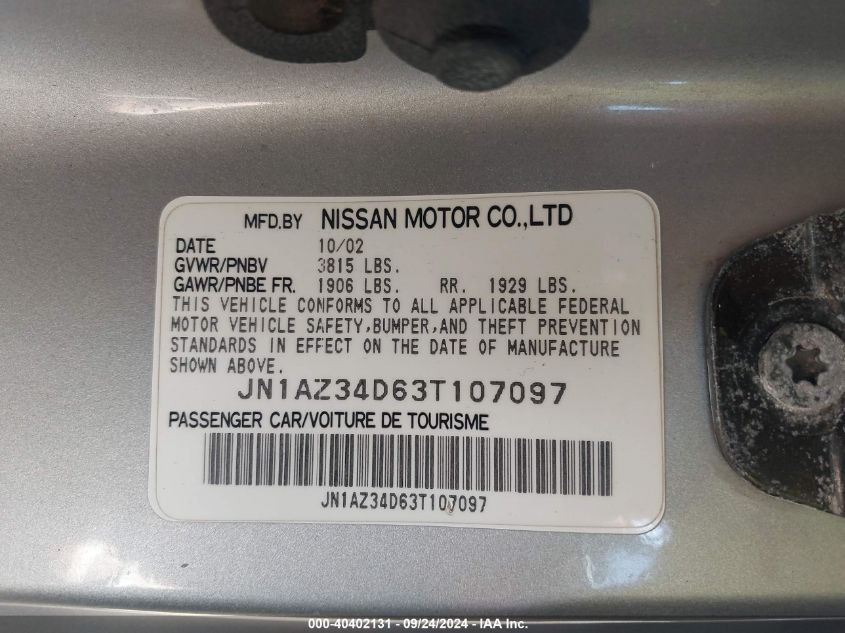 MFD.BY NISSAN MOTOR CO.,LTD
DATE 10/02
GVWR/PNBV 3815 LBS.
GAWR/PNBE FR. 1906 LBS. RR. 1929 LBS.
THIS VEHICLE CONFORMS TO ALL APPLICABLE FEDERAL
MOTOR VEHICLE SAFETY,BUMPER,AND THEFT PREVENTION
STANDARDS IN EFFECT ON THE DATE OF MANUFACTURE
SHOWN ABOVE.
JN1AZ34D63T107097
PASSENGER CAR/VOITURE DE TOURISME
JN1AZ34D63T107097
000-40402131 - 09/24/2024 - IAA Inc.